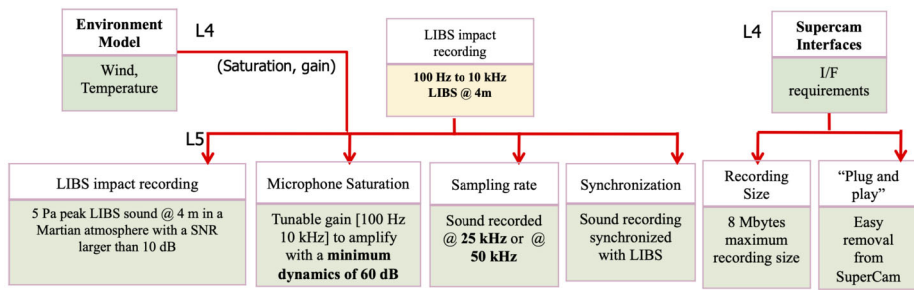 Environment
Model
Wind,
Temperature
L4
(Saturation, gain)
LIBS impact
recording
100 Hz to 10 kHz
LIBS @ 4m
L4
Supercam
Interfaces
I/F
requirements
L5
LIBS impact recording
5 Pa peak LIBS sound @ 4 m in a
Martian atmosphere with a SNR
larger than 10 dB
Microphone Saturation
Tunable gain [100 Hz
10 kHz] to amplify
with a minimum
dynamics of 60 dB
Sampling rate
Sound recorded
@ 25 kHz or @
50 kHz
Synchronization
Sound recording
synchronized
with LIBS
Recording
Size
8 Mbytes
maximum
recording size
“Plug and
play”
Easy
removal
from
SuperCam